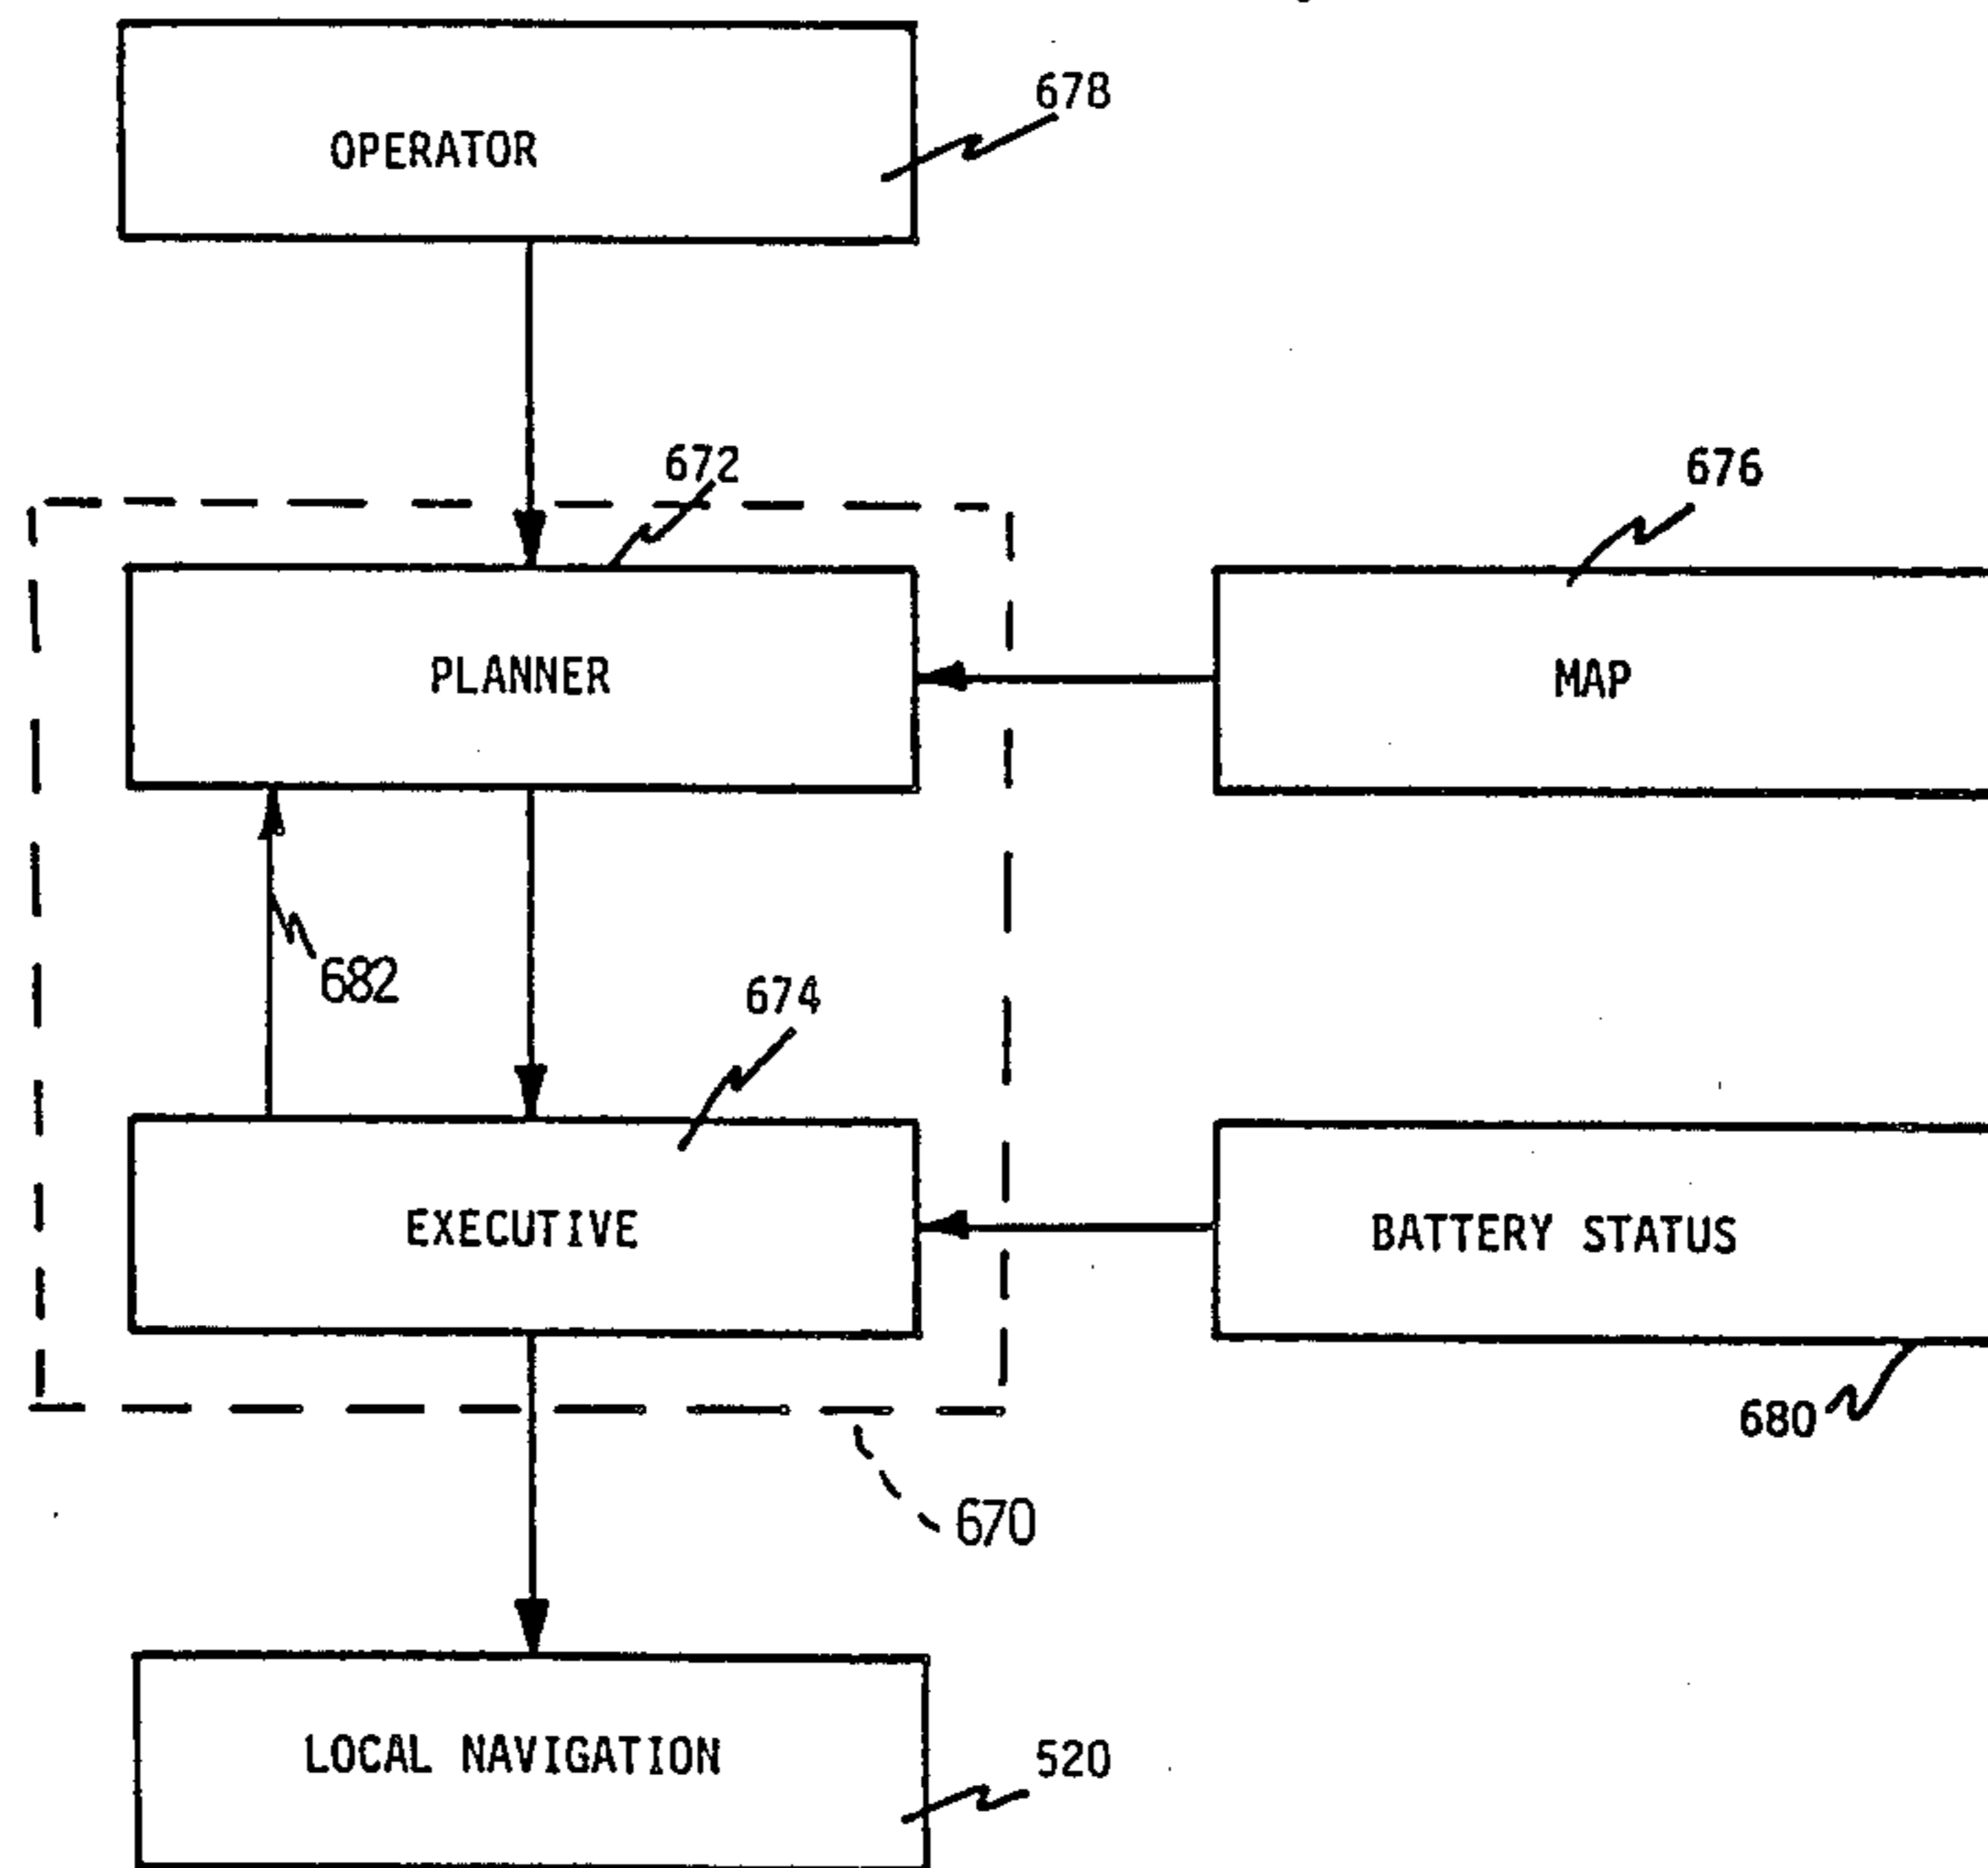 678
OPERATOR
672
676
PLANNER
MAP
682
674
EXECUTIVE
BATTERY STATUS
680
670
LOCAL NAVIGATION
520